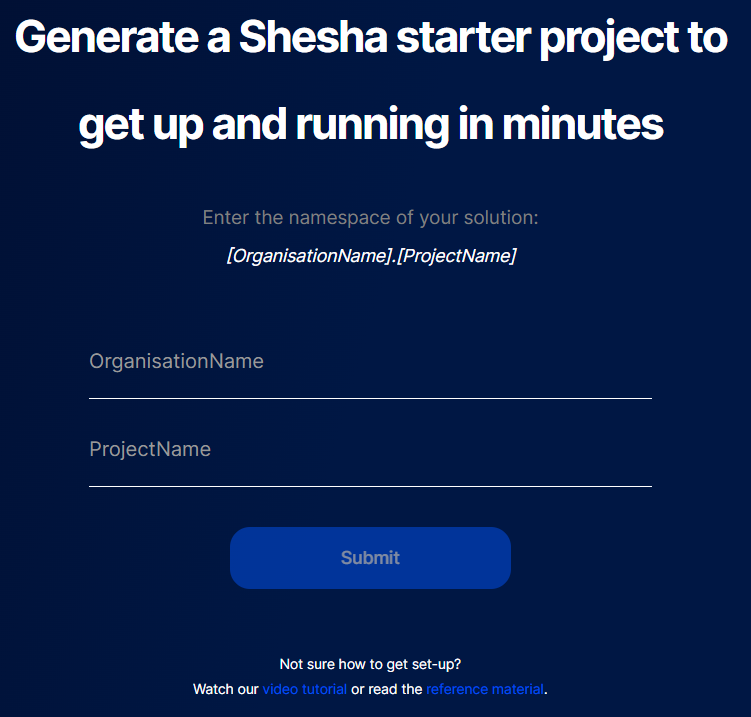 Generate a Shesha starter project to
get up and running in minutes
Enter the namespace of your solution:
[OrganisationName].[ProjectName]
OrganisationName
ProjectName
Submit
Not sure how to get set-up?
Watch our video tutorial or read the reference material.